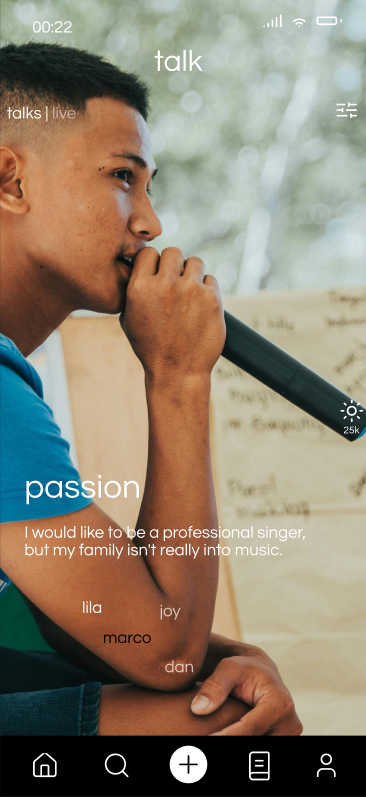 00:22
talk
talks | live
25k
passion
I would like to be a professional singer,
but my family isn't really into music.
lila
joy
marco
dan